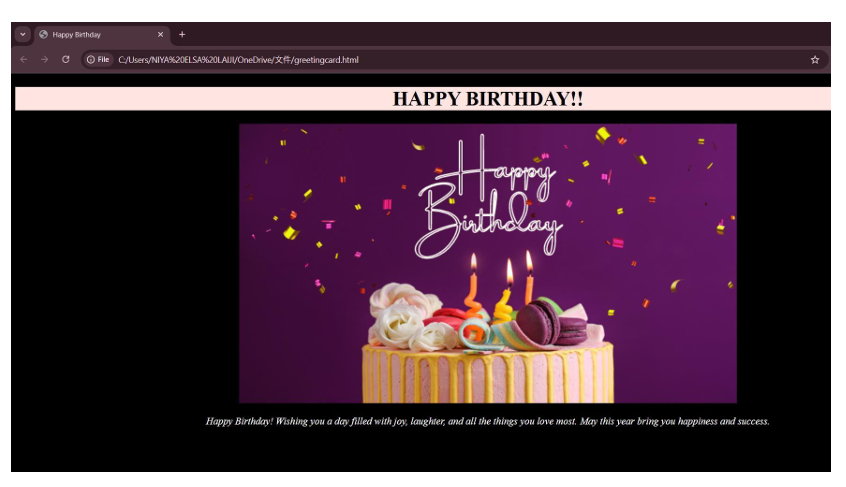 Happy Birthday
File C:/Users/NIYA%20ELSA%20LAIJI/OneDrive/文件/greetingcard.html
HAPPY BIRTHDAY!!
Happy
Birthday
Happy Birthday! Wishing you a day filled with joy, laughter, and all the things you love most. May this year bring you happiness and success.